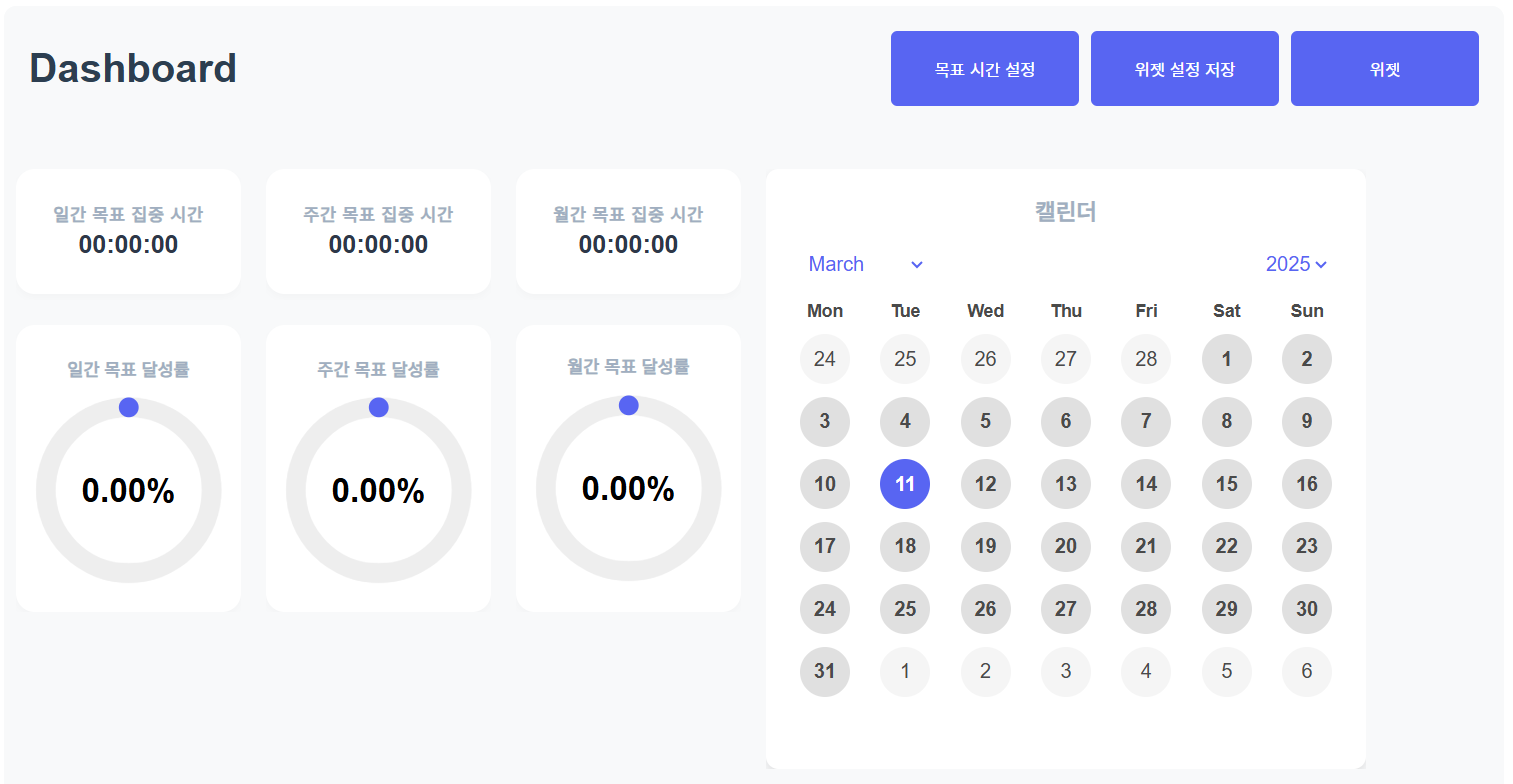 Dashboard
목표 시간 설정
위젯 설정 저장
위젯
일간 목표 집중 시간
00:00:00
주간 목표 집중 시간
00:00:00
월간 목표 집중 시간
00:00:00
일간 목표 달성률
0.00%
주간 목표 달성률
0.00%
월간 목표 달성률
0.00%
캘린더
March 2025
Mon Tue Wed Thu Fri Sat Sun
24 25 26 27 28 1 2
3 4 5 6 7 8 9
10 11 12 13 14 15 16
17 18 19 20 21 22 23
24 25 26 27 28 29 30
31 1 2 3 4 5 6